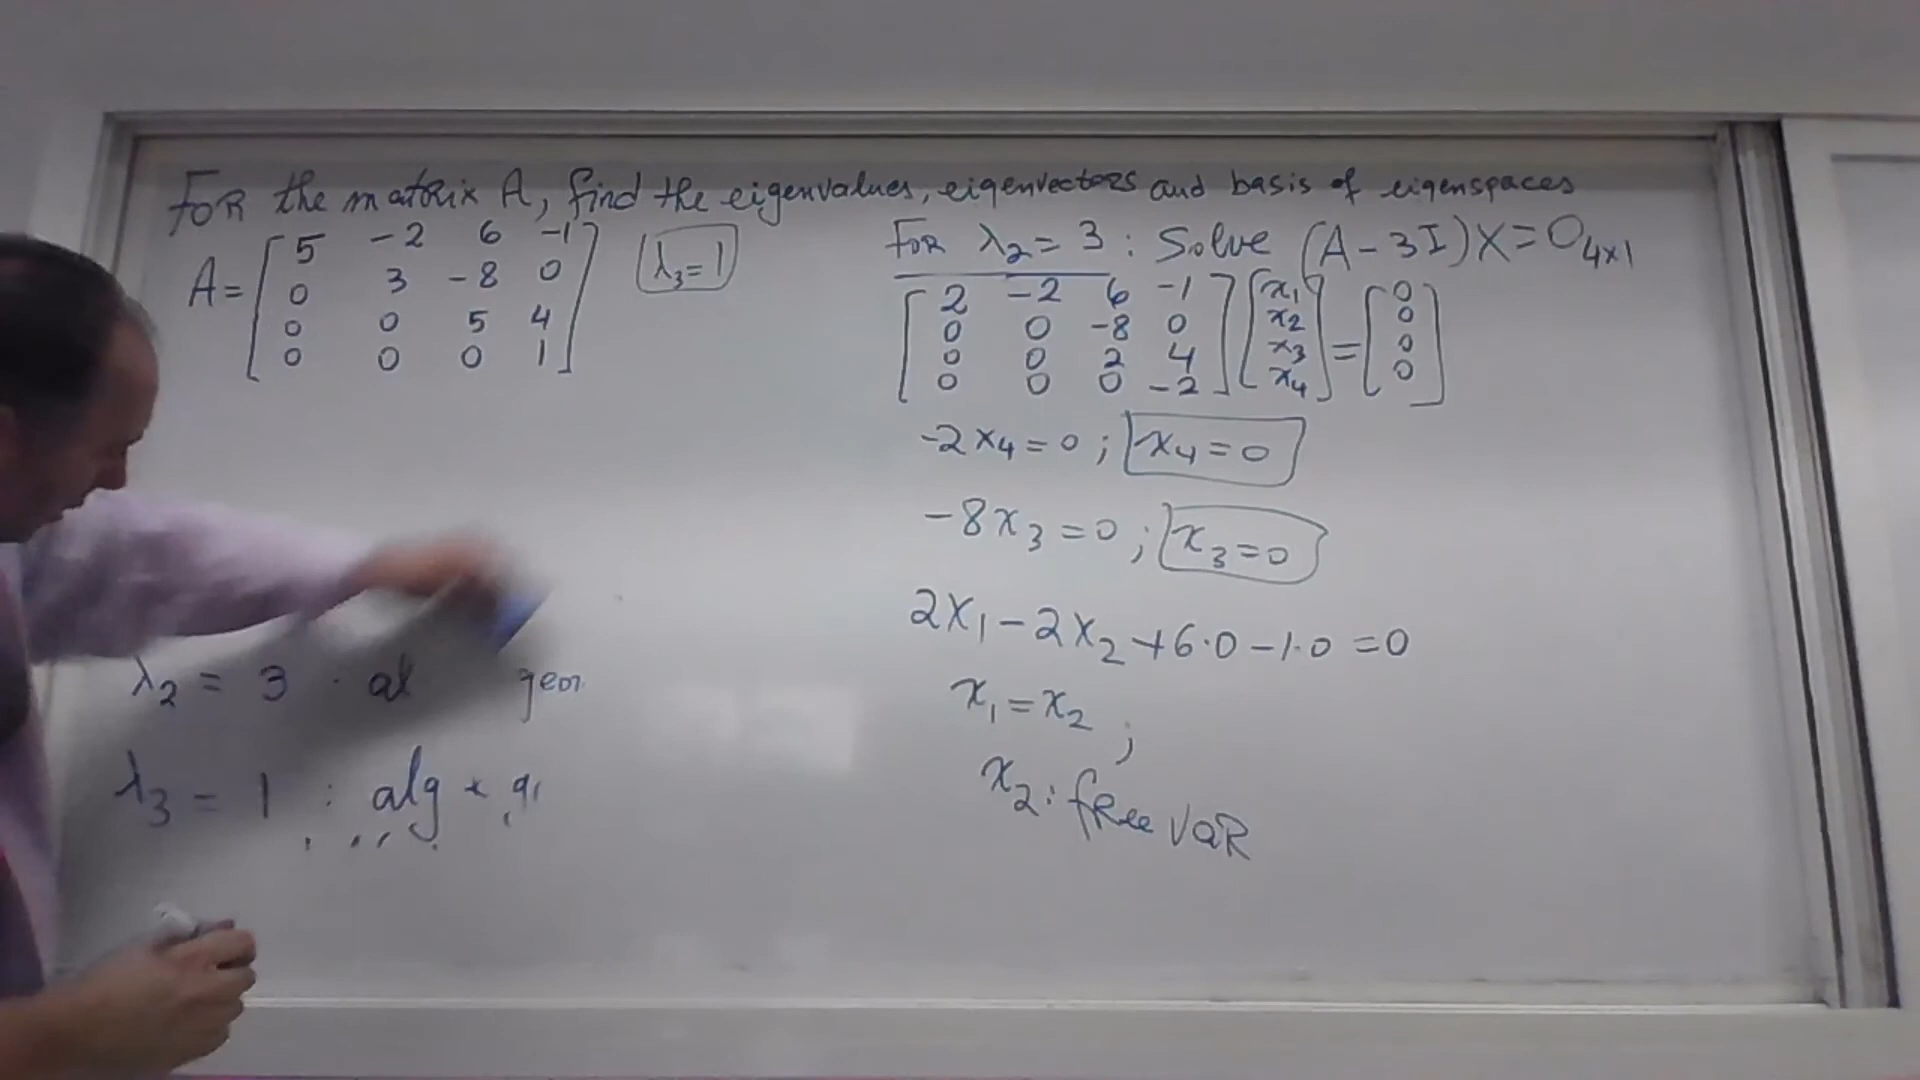 For the matrix A, find the eigenvalues, eigenvectors and basis of eigenspaces
A = [ 5 -2 6 -1
0 3 -8 0
0 0 5 4
0 0 0 1 ]
λ₃ = 1
λ₂ = 3
λ₃ = 1 : alg
For λ₂ = 3 : Solve (A - 3I)X = O₄ₓ₁
[ 2 -2 6 -1 ] [ x₁ ] [ 0 ]
[ 0 0 -8 0 ] [ x₂ ] [ 0 ]
[ 0 0 2 4 ] [ x₃ ] = [ 0 ]
[ 0 0 0 -2 ] [ x₄ ] [ 0 ]
-2x₄ = 0 ; x₄ = 0
-8x₃ = 0 ; x₃ = 0
2x₁ - 2x₂ + 6·0 - 1·0 = 0
x₁ = x₂ ;
x₂ : free var